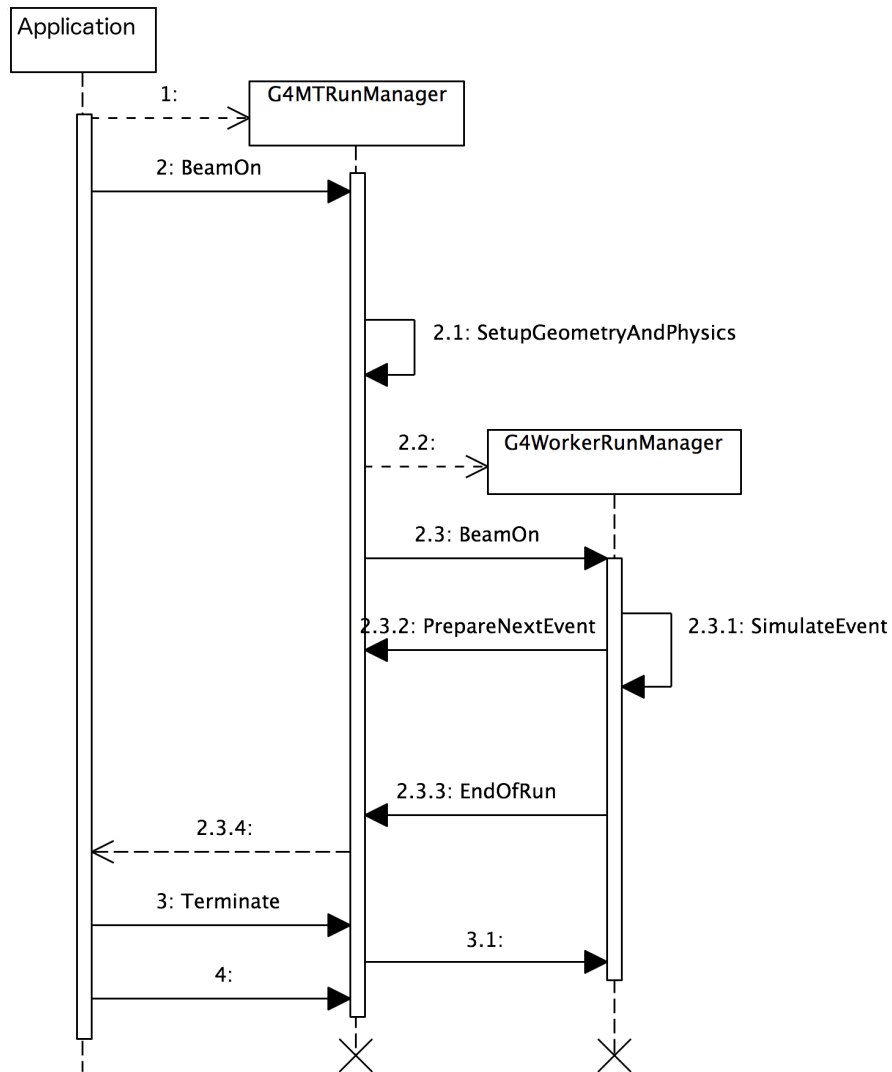 Application
1:
G4MTRunManager
2: BeamOn
2.1: SetupGeometryAndPhysics
2.2:
G4WorkerRunManager
2.3: BeamOn
2.3.2: PrepareNextEvent
2.3.1: SimulateEvent
2.3.3: EndOfRun
2.3.4:
3: Terminate
3.1:
4: